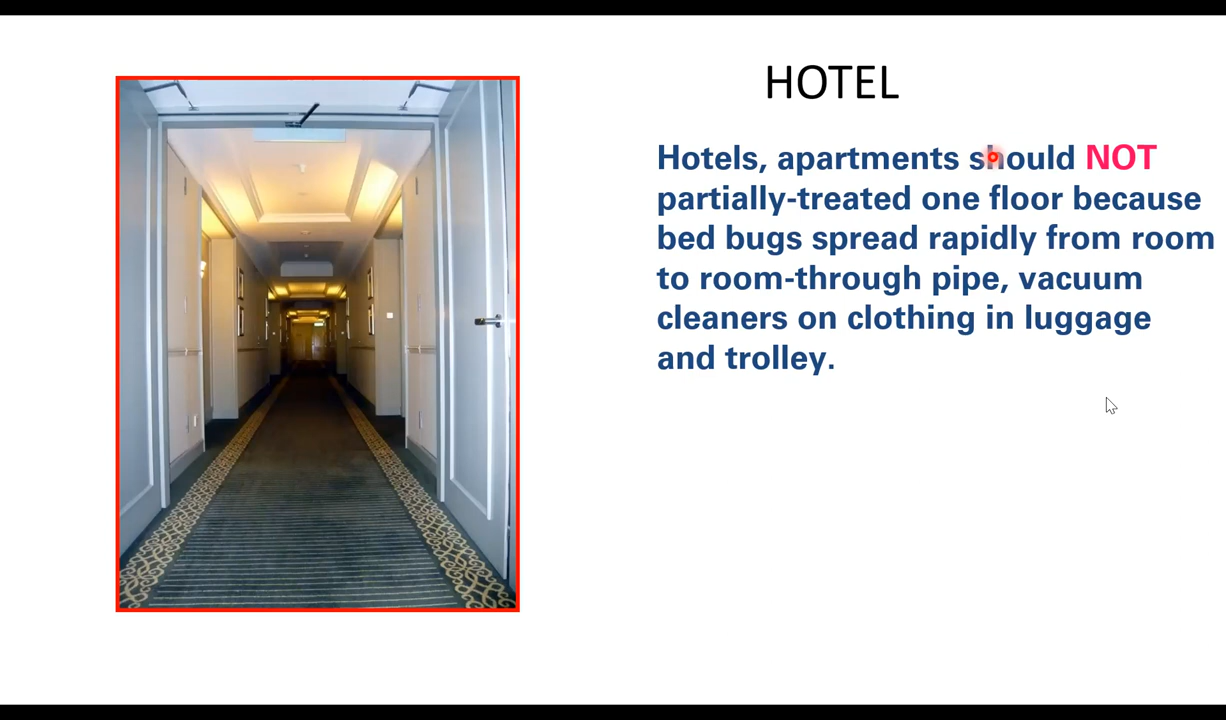 HOTEL
Hotels, apartments should NOT
partially-treated one floor because
bed bugs spread rapidly from room
to room-through pipe, vacuum
cleaners on clothing in luggage
and trolley.